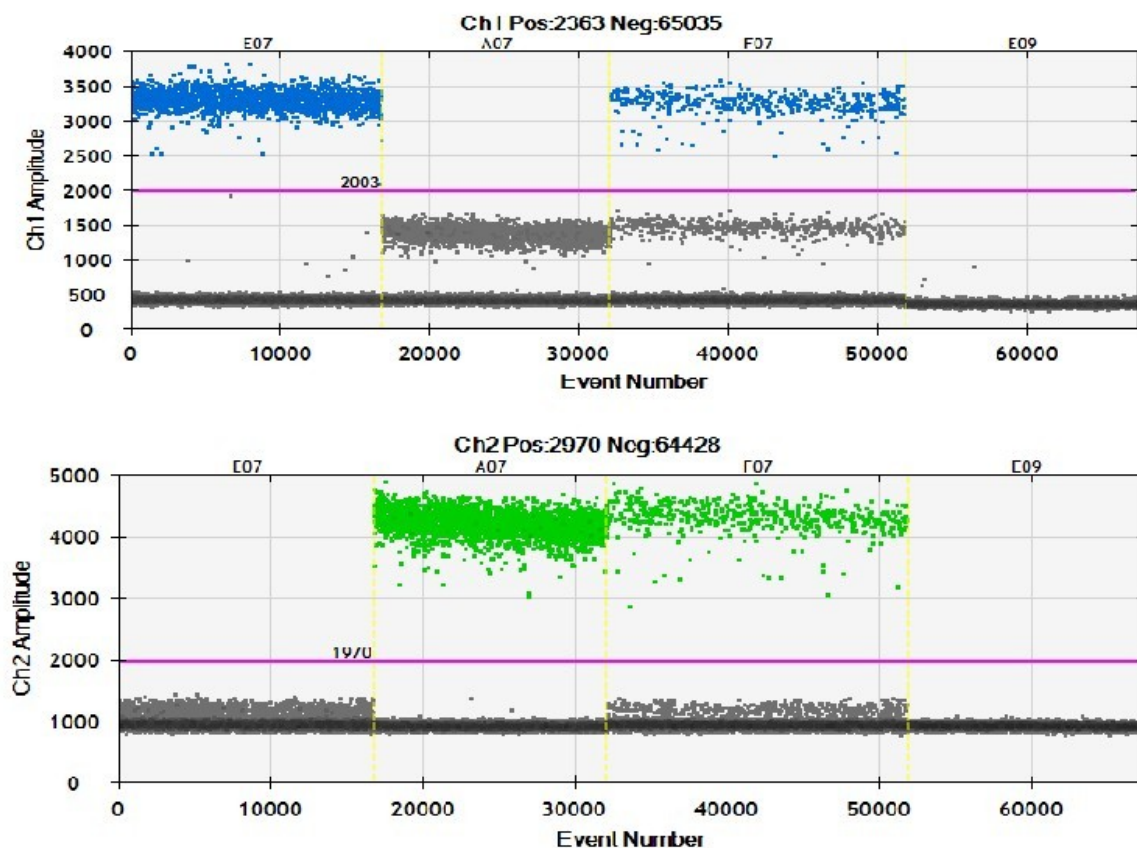 Ch1 Pos:2363 Neg:65035
E07 A07 F07 E09
4000
3500
3000
2500
2000
1500
1000
500
0
2003
Ch1 Amplitude
0 10000 20000 30000 40000 50000 60000
Event Number
Ch2 Pos:2970 Neg:64428
E07 A07 F07 E09
5000
4000
3000
2000
1000
0
1970
Ch2 Amplitude
0 10000 20000 30000 40000 50000 60000
Event Number